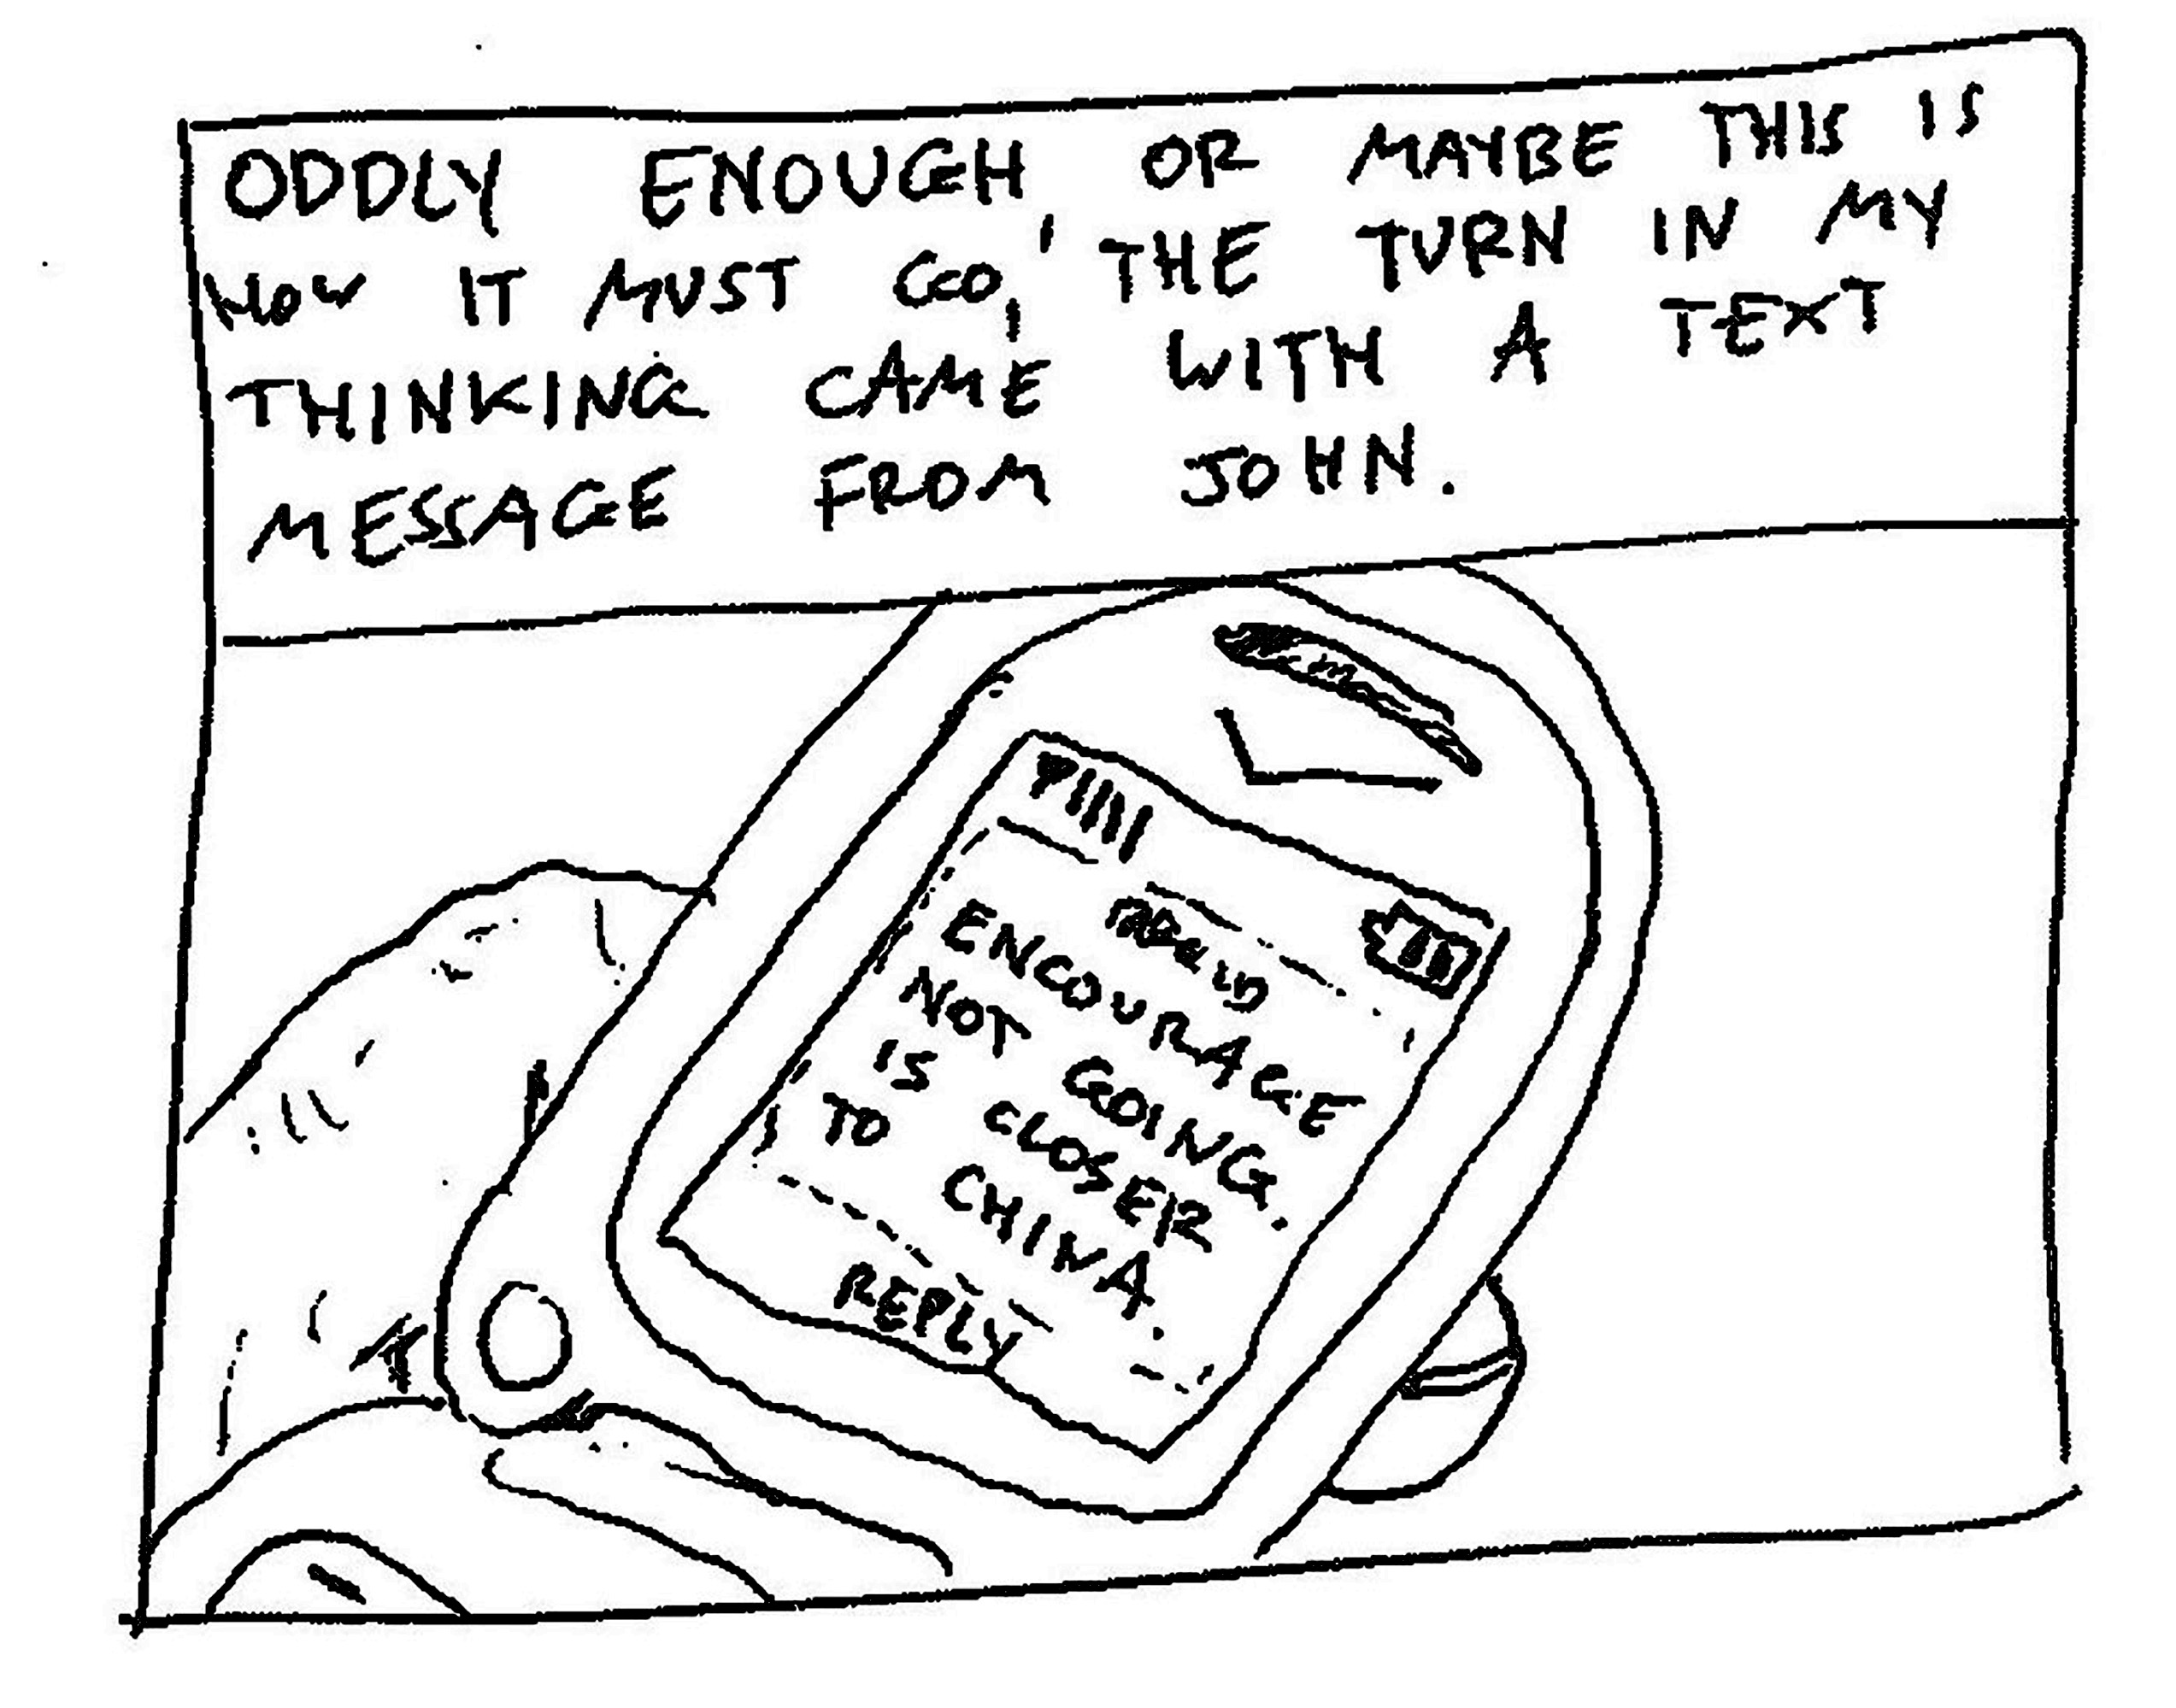 ODDLY ENOUGH, OR MAYBE THIS IS
HOW IT MUST GO, THE TURN IN MY
THINKING CAME WITH A TEXT
MESSAGE FROM JOHN.
ENCOURAGE
NOT GOING.
IS CLOSER
TO CHINA.
REPLY